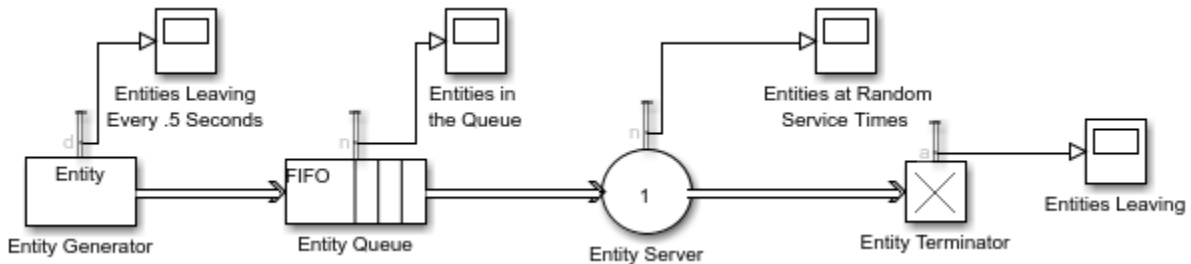 Entities Leaving
Every .5 Seconds
Entities in
the Queue
Entities at Random
Service Times
d
n
n
a
Entity
FIFO
1
Entities Leaving
Entity Generator
Entity Queue
Entity Server
Entity Terminator